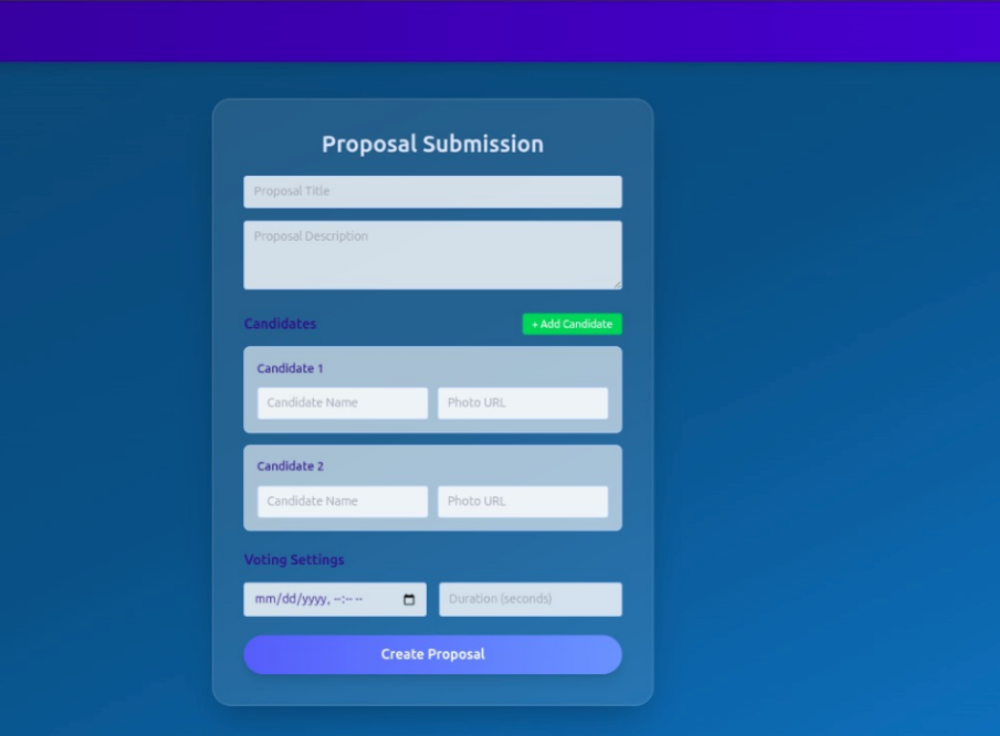 Proposal Submission
Proposal Title
Proposal Description
Candidates
+ Add Candidate
Candidate 1
Candidate Name Photo URL
Candidate 2
Candidate Name Photo URL
Voting Settings
mm/dd/yyyy, --:-- -- Duration (seconds)
Create Proposal